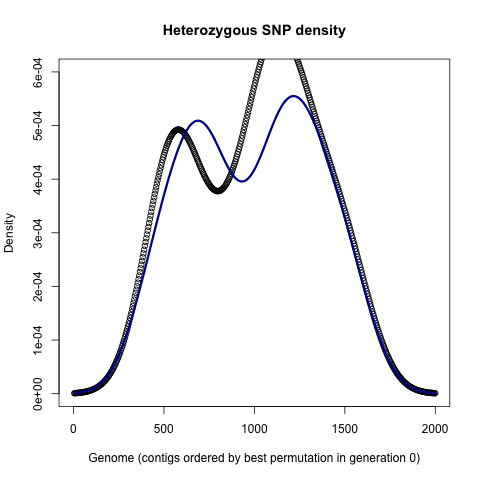 Heterozygous SNP density
Density
6e-04
5e-04
4e-04
3e-04
2e-04
1e-04
0e+00
0 500 1000 1500 2000
Genome (contigs ordered by best permutation in generation 0)